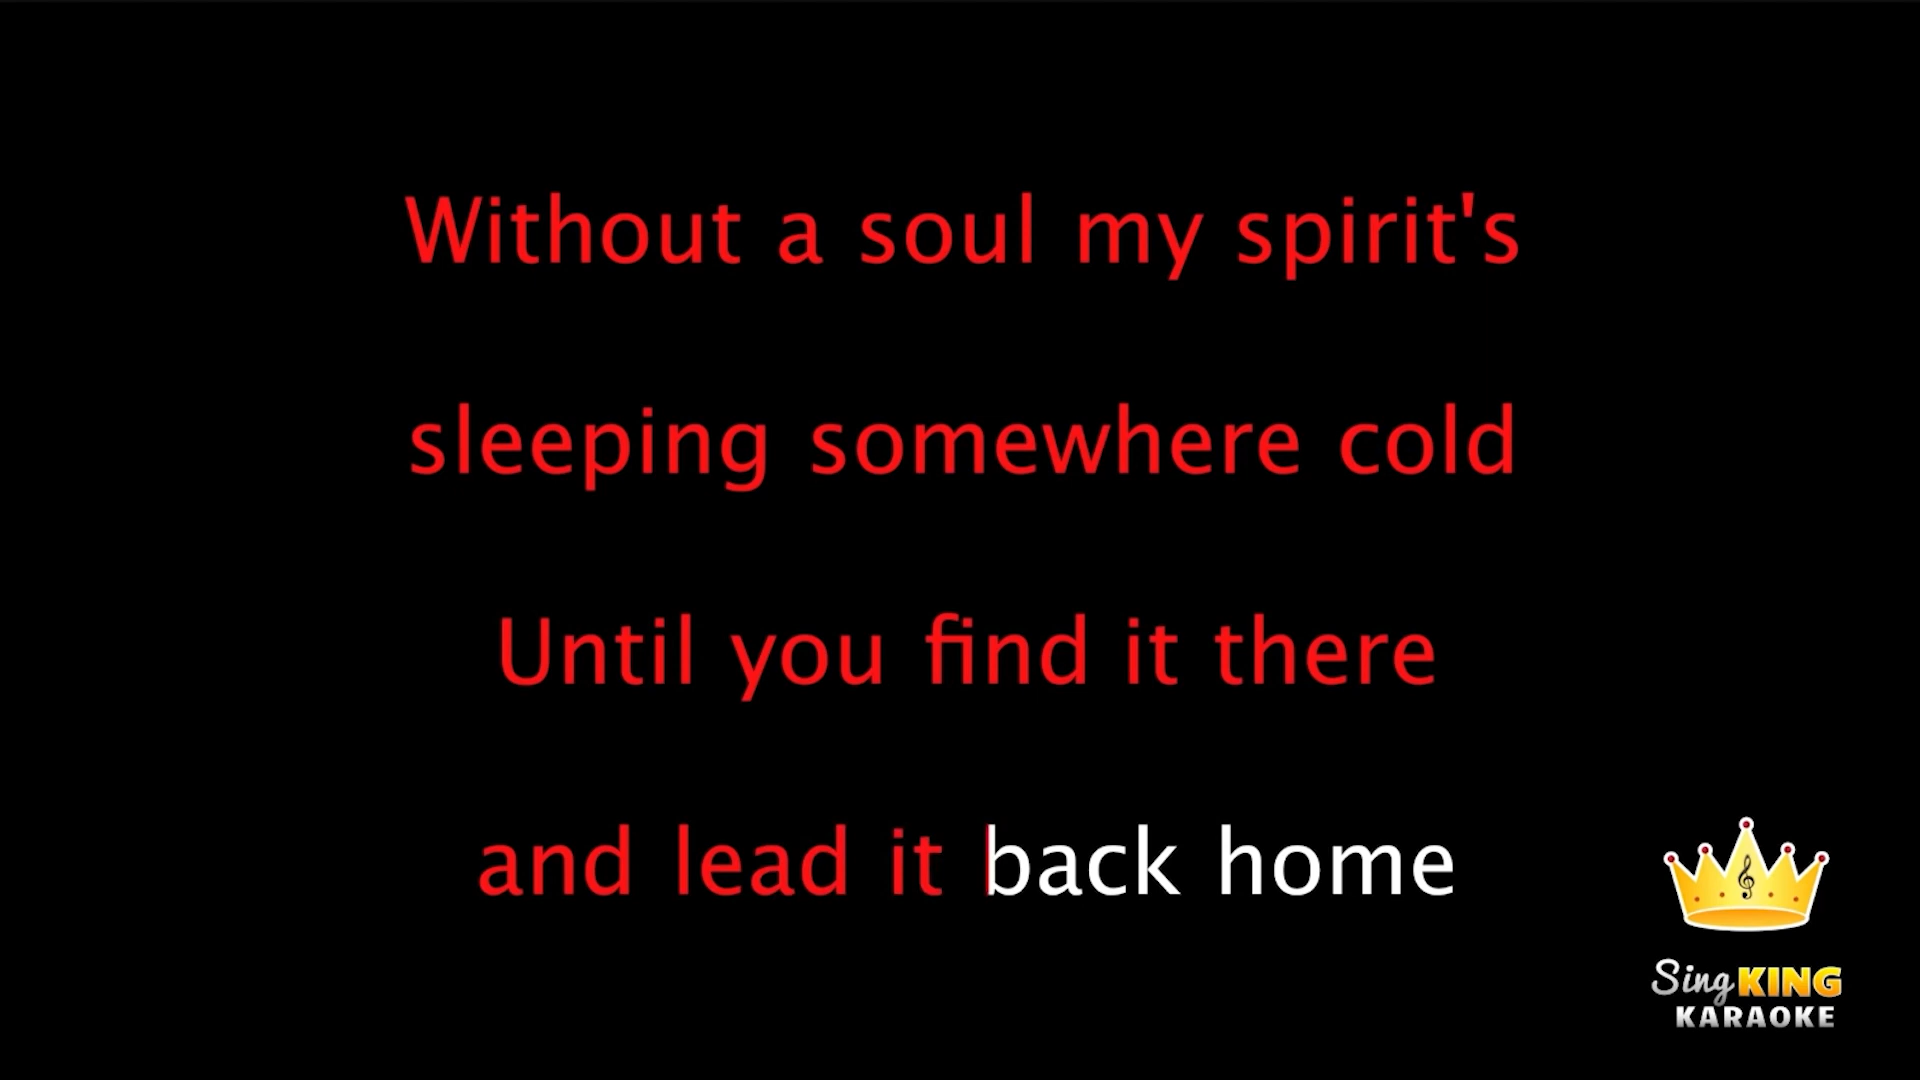 Without a soul my spirit's
sleeping somewhere cold
Until you find it there
and lead it back home
Sing KING
KARAOKE